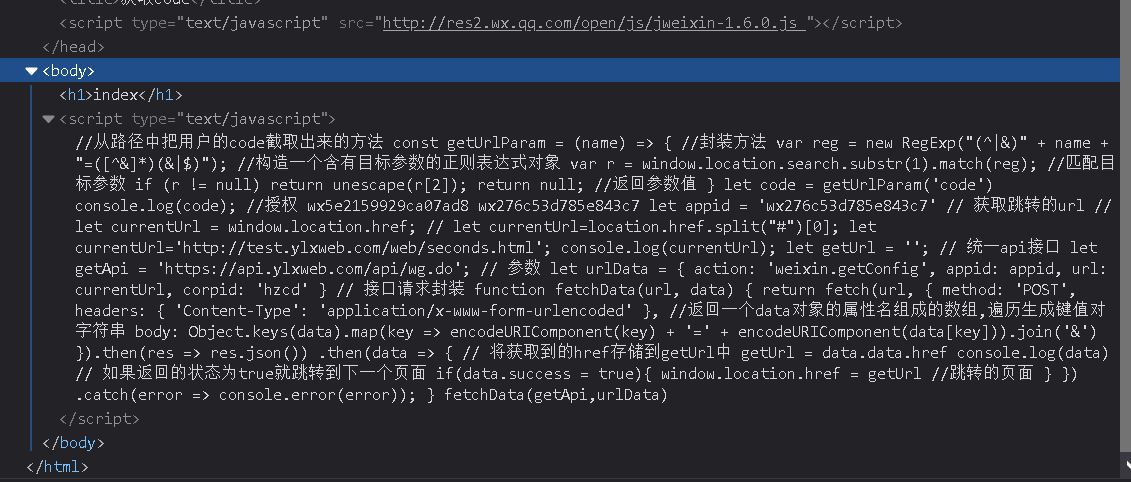 <title>获取code</title>
<script type="text/javascript" src="http://res2.wx.qq.com/open/js/jweixin-1.6.0.js "></script>
</head>
<body>
<h1>index</h1>
<script type="text/javascript">
//从路径中把用户的code截取出来的方法 const getUrlParam = (name) => { //封装方法 var reg = new RegExp("(^|&)" + name +
"=([^&]*)(&|$)"); //构造一个含有目标参数的正则表达式对象 var r = window.location.search.substr(1).match(reg); //匹配目
标参数 if (r != null) return unescape(r[2]); return null; //返回参数值 } let code = getUrlParam('code')
console.log(code); //授权 wx5e2159929ca07ad8 wx276c53d785e843c7 let appid = 'wx276c53d785e843c7' // 获取跳转的url //
let currentUrl = window.location.href; // let currentUrl=location.href.split("#")[0]; let
currentUrl='http://test.ylxweb.com/web/seconds.html'; console.log(currentUrl); let getUrl = ''; // 统一api接口 let
getApi = 'https://api.ylxweb.com/api/wg.do'; // 参数 let urlData = { action: 'weixin.getConfig', appid: appid, url:
currentUrl, corpid: 'hzcd' } // 接口请求封装 function fetchData(url, data) { return fetch(url, { method: 'POST',
headers: { 'Content-Type': 'application/x-www-form-urlencoded' }, //返回一个data对象的属性名组成的数组,遍历生成键值对
字符串 body: Object.keys(data).map(key => encodeURIComponent(key) + '=' + encodeURIComponent(data[key])).join('&')
}).then(res => res.json()) .then(data => { // 将获取到的href存储到getUrl中 getUrl = data.data.href console.log(data)
// 如果返回的状态为true就跳转到下一个页面 if(data.success = true){ window.location.href = getUrl //跳转的页面 } })
.catch(error => console.error(error)); } fetchData(getApi,urlData)
</script>
</body>
</html>